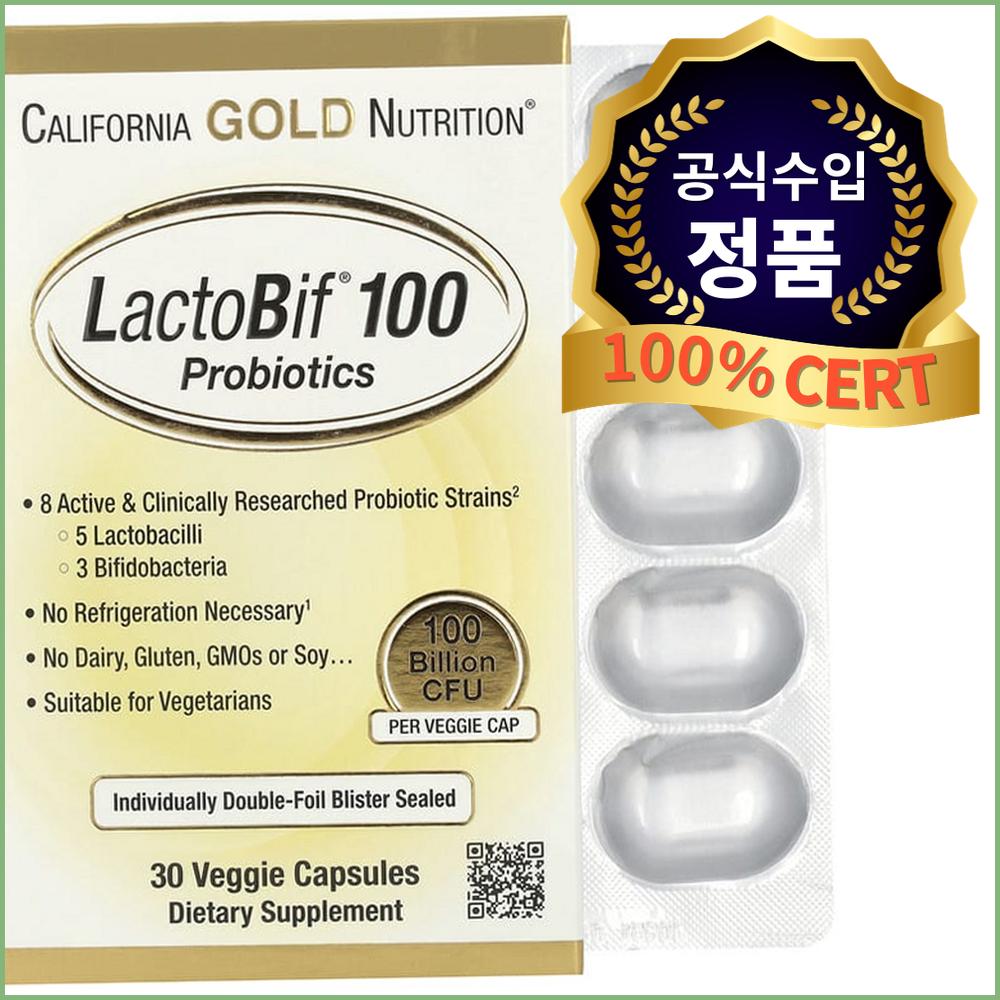 CALIFORNIA GOLD NUTRITION®
LactoBif® 100
Probiotics
• 8 Active & Clinically Researched Probiotic Strains²
○ 5 Lactobacilli
○ 3 Bifidobacteria
• No Refrigeration Necessary¹
• No Dairy, Gluten, GMOs or Soy…
• Suitable for Vegetarians
100
Billion
CFU
PER VEGGIE CAP
Individually Double-Foil Blister Sealed
30 Veggie Capsules
Dietary Supplement
공식수입
정품
100% CERT